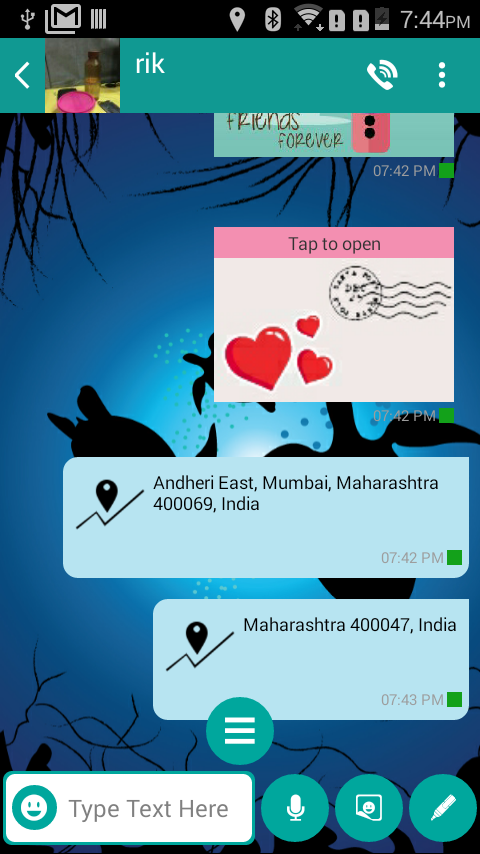 7:44PM
rik
friends
FOREVER
07:42 PM
Tap to open
DEC
07:42 PM
Andheri East, Mumbai, Maharashtra
400069, India
07:42 PM
Maharashtra 400047, India
07:43 PM
Type Text Here